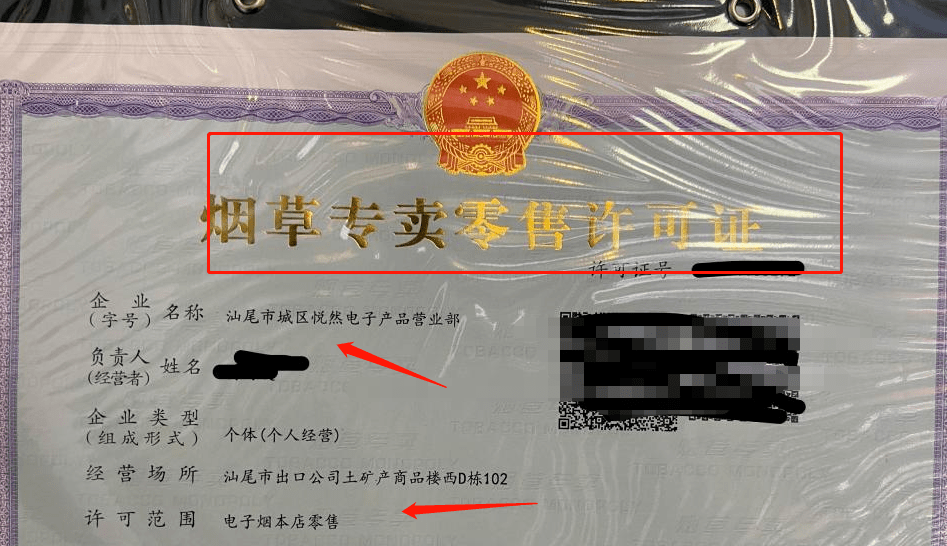 烟草专卖零售许可证
许可证号
企业名称 汕尾市城区悦然电子产品营业部
(字号)
负责人姓名
(经营者)
企业类型 个体(个人经营)
(组成形式)
经营场所 汕尾市出口公司土矿产商品楼西D栋102
许可范围 电子烟本店零售
TOBACCO MONOPOLY